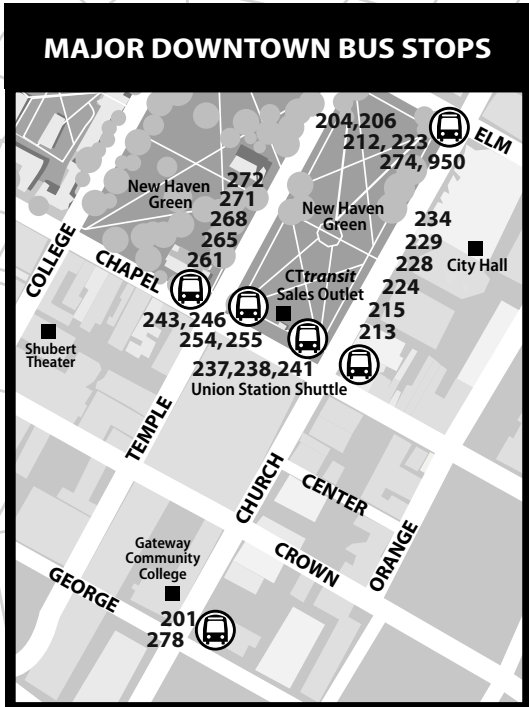 MAJOR DOWNTOWN BUS STOPS
204,206
212, 223
274, 950
ELM
New Haven
Green
272
271
268
265
261
New Haven
Green
234
229
228
224
215
213
City Hall
COLLEGE
CHAPEL
CTtransit
Sales Outlet
243, 246
254, 255
237,238,241
Union Station Shuttle
Shubert
Theater
TEMPLE
CHURCH
CENTER
ORANGE
CROWN
Gateway
Community
College
GEORGE
201
278